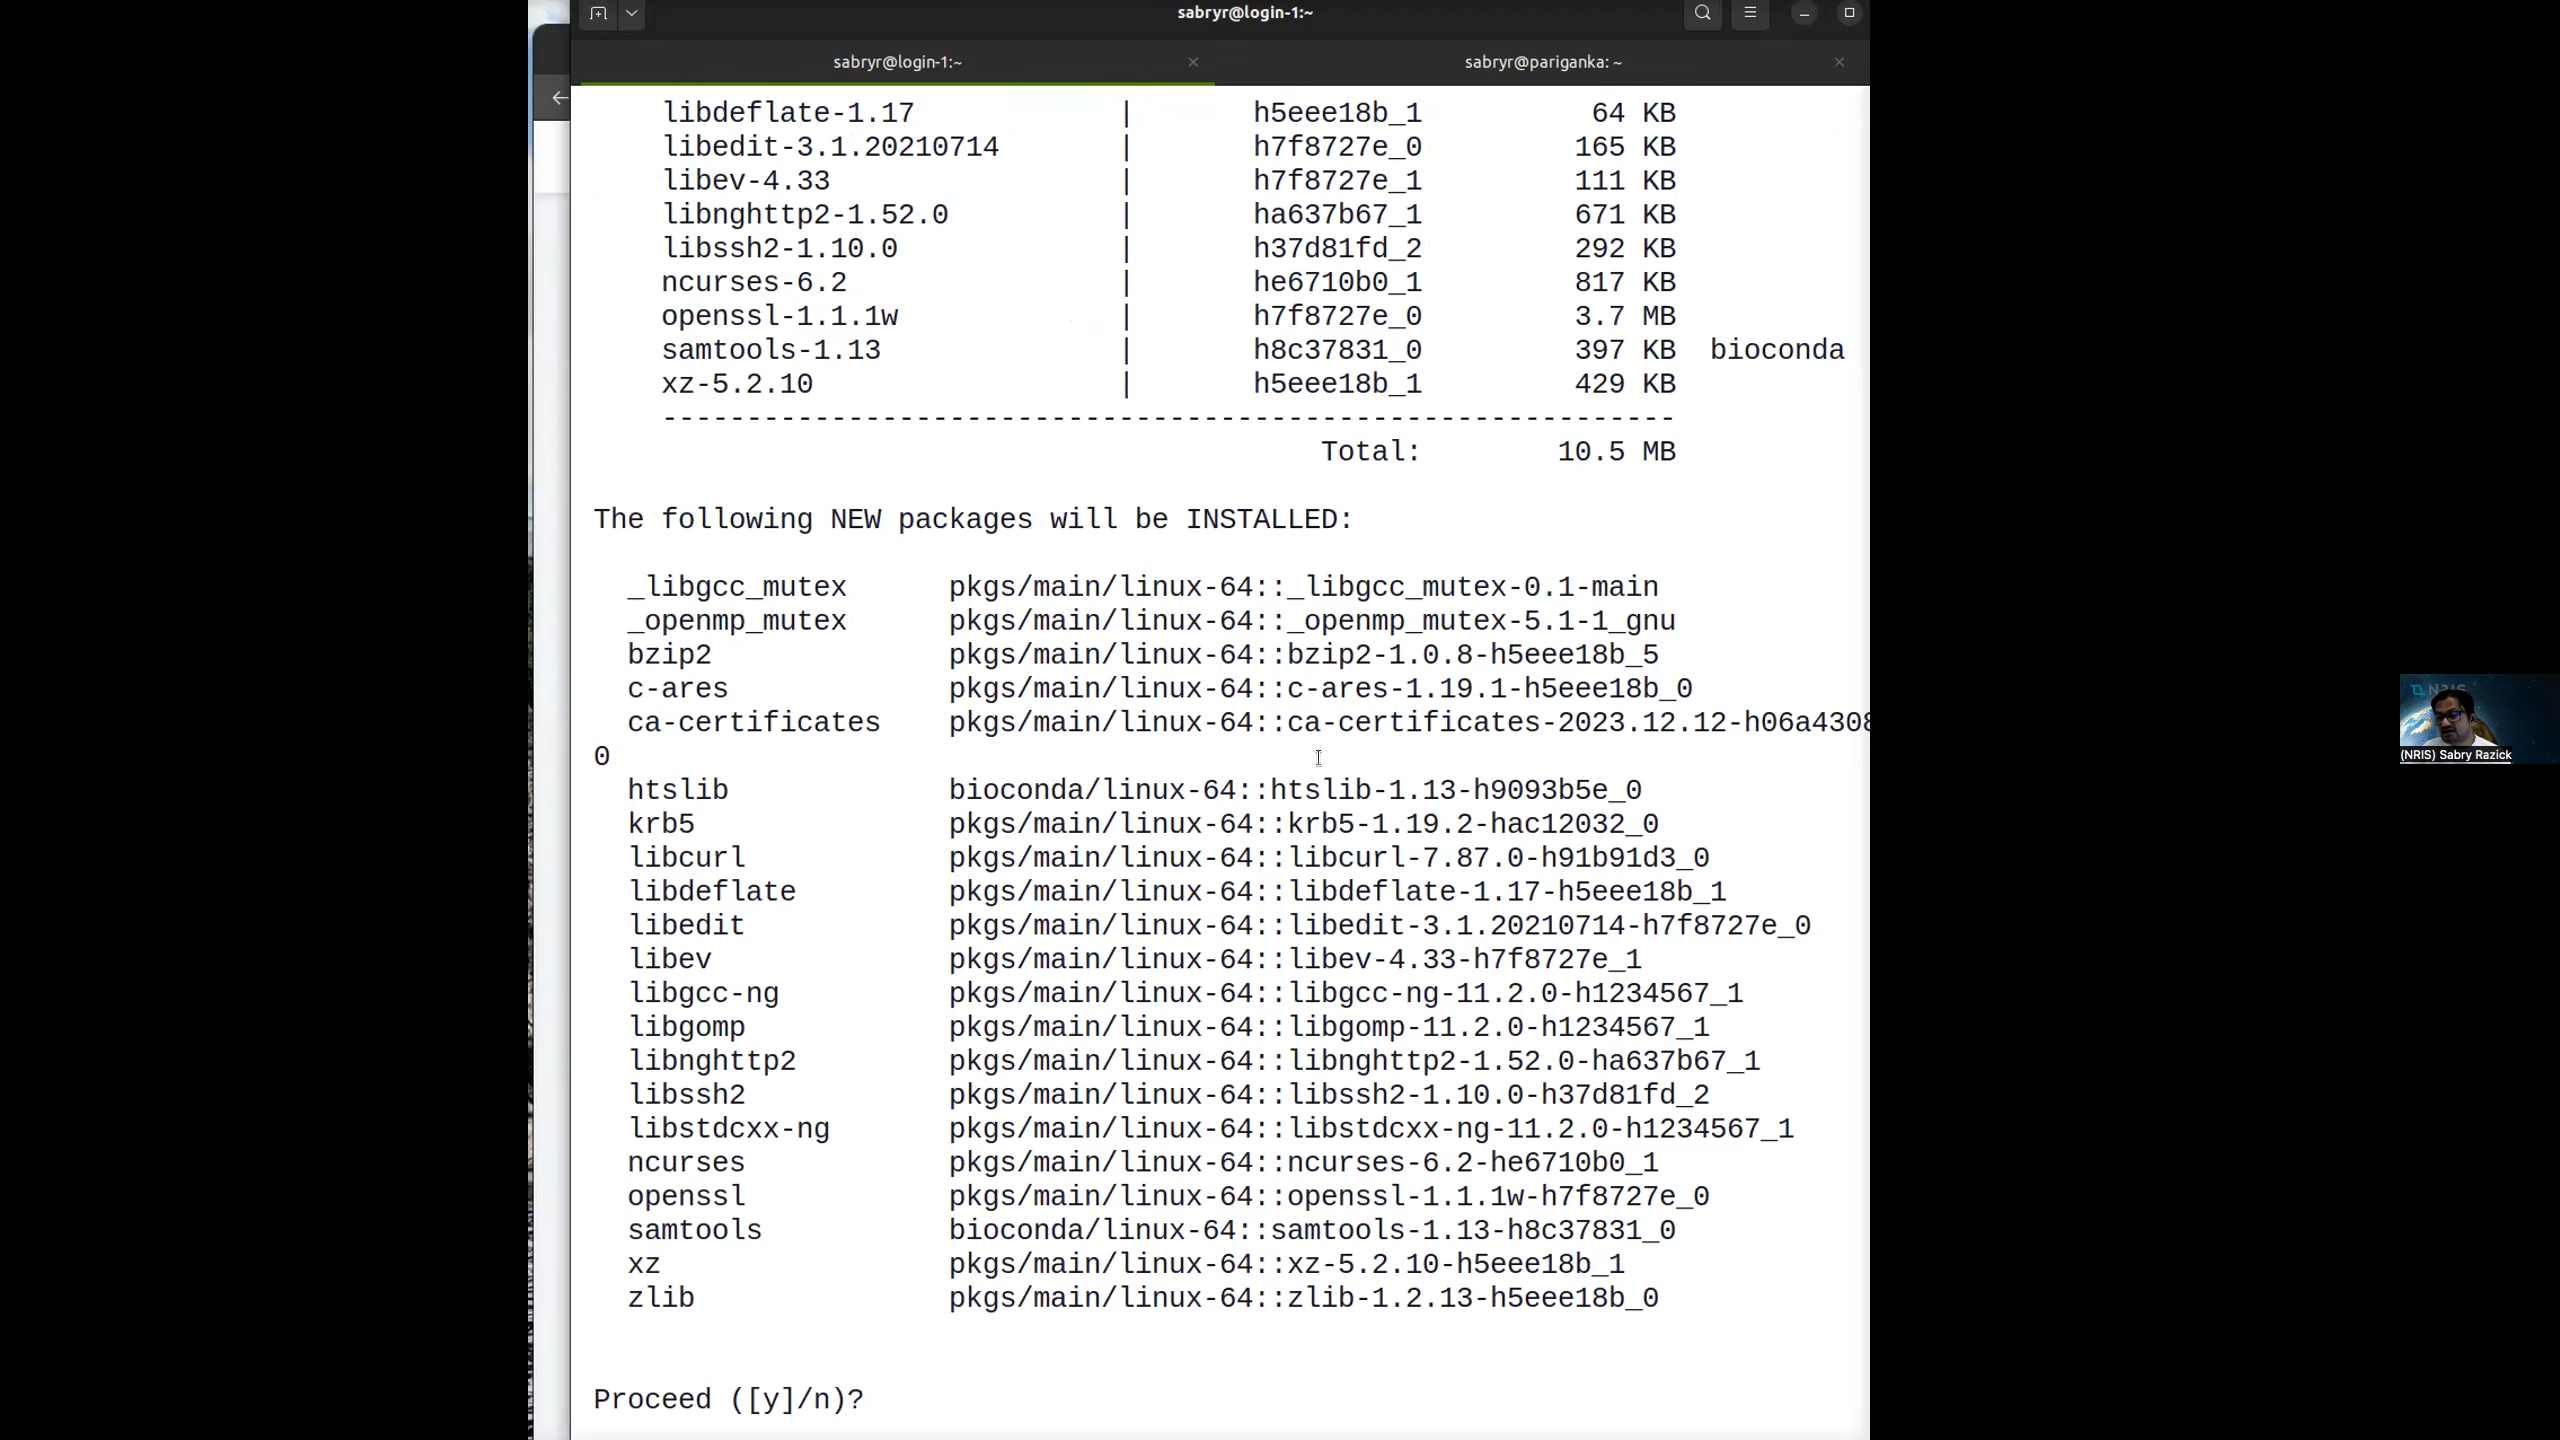 sabryr@login-1:~
sabryr@login-1:~
sabryr@pariganka: ~
libdeflate-1.17 | h5eee18b_1 64 KB
libedit-3.1.20210714 | h7f8727e_0 165 KB
libev-4.33 | h7f8727e_1 111 KB
libnghttp2-1.52.0 | ha637b67_1 671 KB
libssh2-1.10.0 | h37d81fd_2 292 KB
ncurses-6.2 | he6710b0_1 817 KB
openssl-1.1.1w | h7f8727e_0 3.7 MB
samtools-1.13 | h8c37831_0 397 KB bioconda
xz-5.2.10 | h5eee18b_1 429 KB
------------------------------------------------------------
Total: 10.5 MB
The following NEW packages will be INSTALLED:
_libgcc_mutex pkgs/main/linux-64::_libgcc_mutex-0.1-main
_openmp_mutex pkgs/main/linux-64::_openmp_mutex-5.1-1_gnu
bzip2 pkgs/main/linux-64::bzip2-1.0.8-h5eee18b_5
c-ares pkgs/main/linux-64::c-ares-1.19.1-h5eee18b_0
ca-certificates pkgs/main/linux-64::ca-certificates-2023.12.12-h06a4308
0
htslib bioconda/linux-64::htslib-1.13-h9093b5e_0
krb5 pkgs/main/linux-64::krb5-1.19.2-hac12032_0
libcurl pkgs/main/linux-64::libcurl-7.87.0-h91b91d3_0
libdeflate pkgs/main/linux-64::libdeflate-1.17-h5eee18b_1
libedit pkgs/main/linux-64::libedit-3.1.20210714-h7f8727e_0
libev pkgs/main/linux-64::libev-4.33-h7f8727e_1
libgcc-ng pkgs/main/linux-64::libgcc-ng-11.2.0-h1234567_1
libgomp pkgs/main/linux-64::libgomp-11.2.0-h1234567_1
libnghttp2 pkgs/main/linux-64::libnghttp2-1.52.0-ha637b67_1
libssh2 pkgs/main/linux-64::libssh2-1.10.0-h37d81fd_2
libstdcxx-ng pkgs/main/linux-64::libstdcxx-ng-11.2.0-h1234567_1
ncurses pkgs/main/linux-64::ncurses-6.2-he6710b0_1
openssl pkgs/main/linux-64::openssl-1.1.1w-h7f8727e_0
samtools bioconda/linux-64::samtools-1.13-h8c37831_0
xz pkgs/main/linux-64::xz-5.2.10-h5eee18b_1
zlib pkgs/main/linux-64::zlib-1.2.13-h5eee18b_0
Proceed ([y]/n)?
NRIS
(NRIS) Sabry Razick